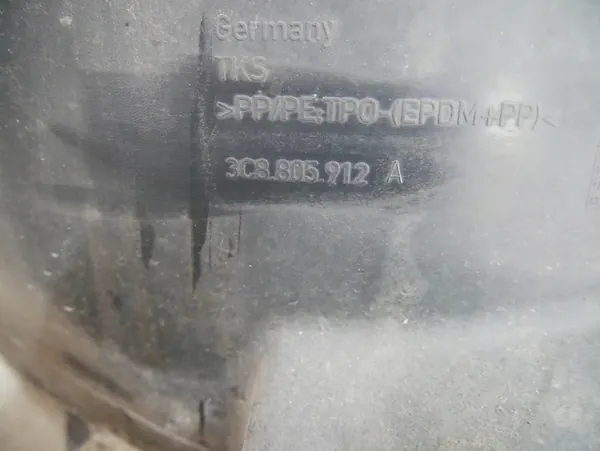 Germany
TKS
>PP/PE;TPO-(EPDM+PP)<
3C8.805.912 A